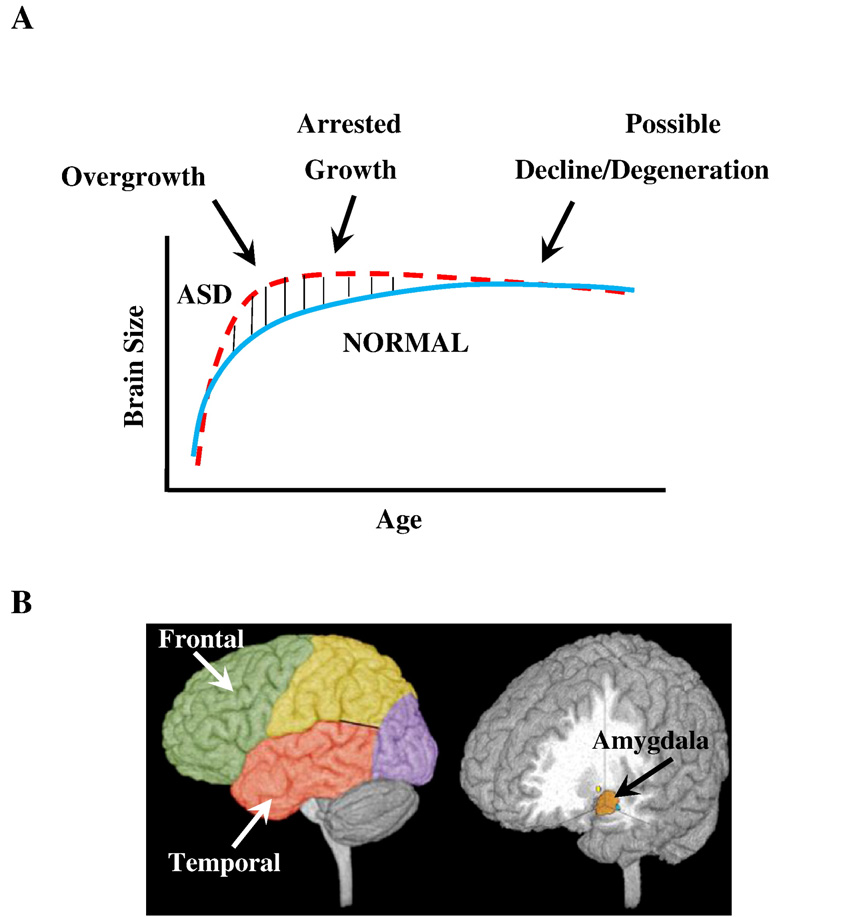 A
Arrested
Growth
Possible
Decline/Degeneration
Overgrowth
ASD
NORMAL
Brain Size
Age
B
Frontal
Temporal
Amygdala